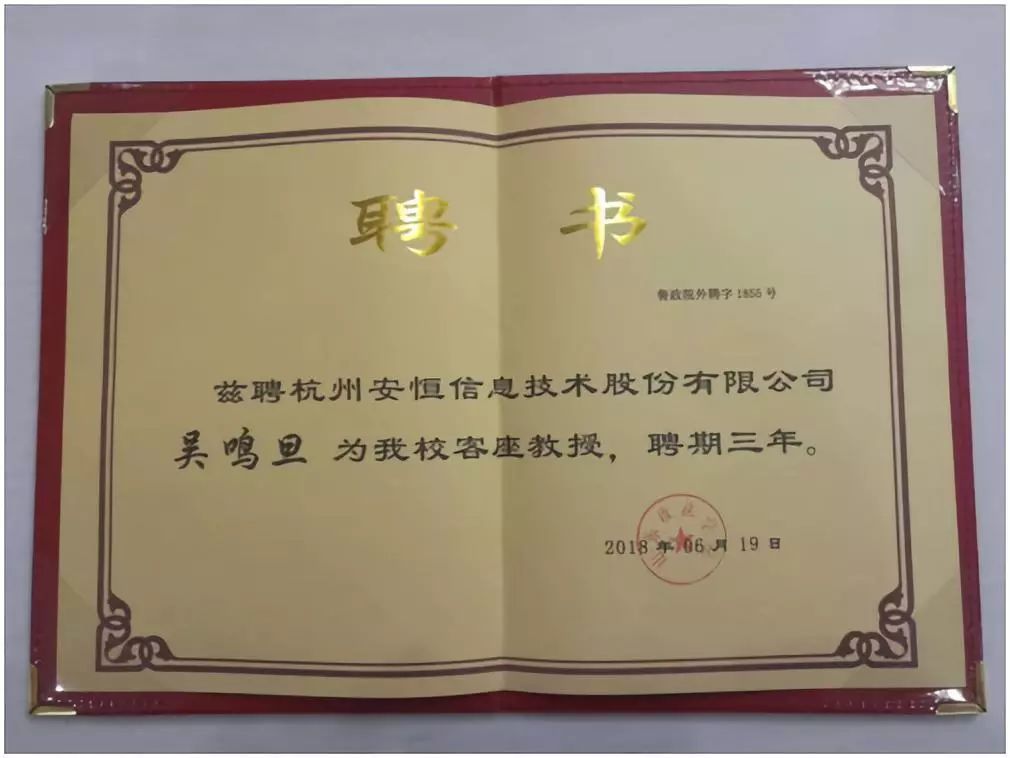 聘 书
鲁政院外聘字 1855 号
兹聘杭州安恒信息技术股份有限公司
吴鸣旦 为我校客座教授，聘期三年。
2018 年 06 月 19 日